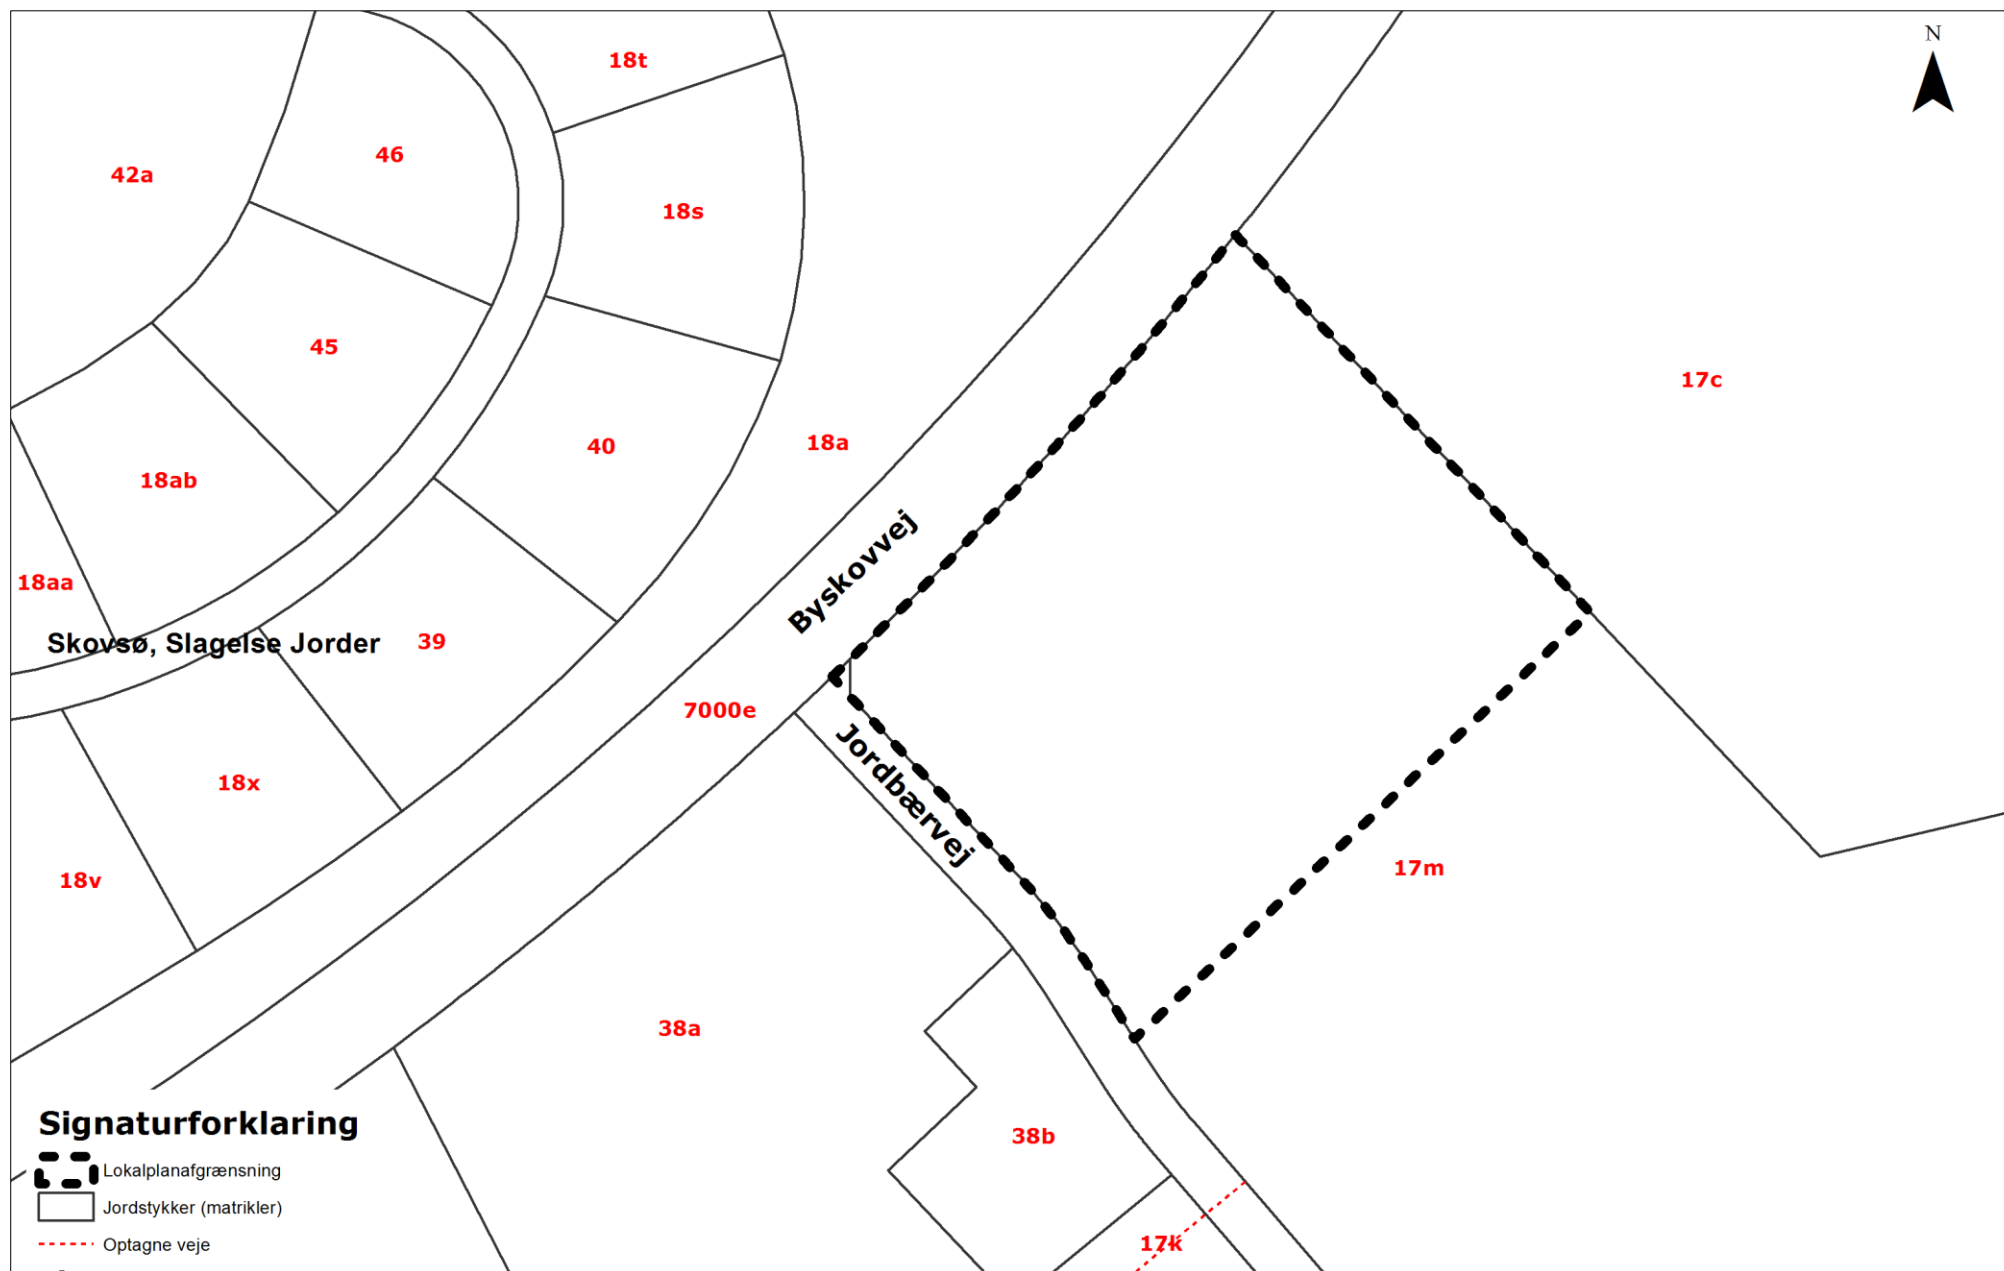 18t
N
46
42a
18s
45
17c
18a
40
18ab
Byskovvej
18aa
Skovsø, Slagelse Jorder
39
7000e
Jordbærvej
18x
17m
18v
38a
38b
17k
Signaturforklaring
Lokalplanafgrænsning
Jordstykker (matrikler)
Optagne veje